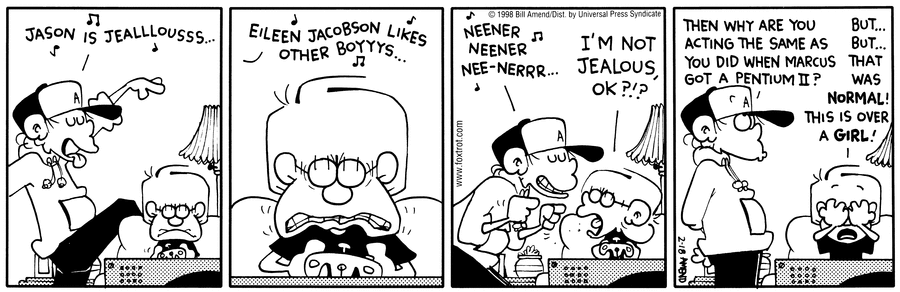 JASON IS JEALLLOUSSS...
EILEEN JACOBSON LIKES
OTHER BOYYYS...
© 1998 Bill Amend/Dist. by Universal Press Syndicate
NEENER
NEENER
NEE-NERRR...
I'M NOT
JEALOUS,
OK?!?
www.foxtrot.com
A
A
THEN WHY ARE YOU
ACTING THE SAME AS
YOU DID WHEN MARCUS
GOT A PENTIUM II?
BUT...
BUT...
THAT
WAS
NORMAL!
THIS IS OVER
A GIRL!
A
2-18 AMEND